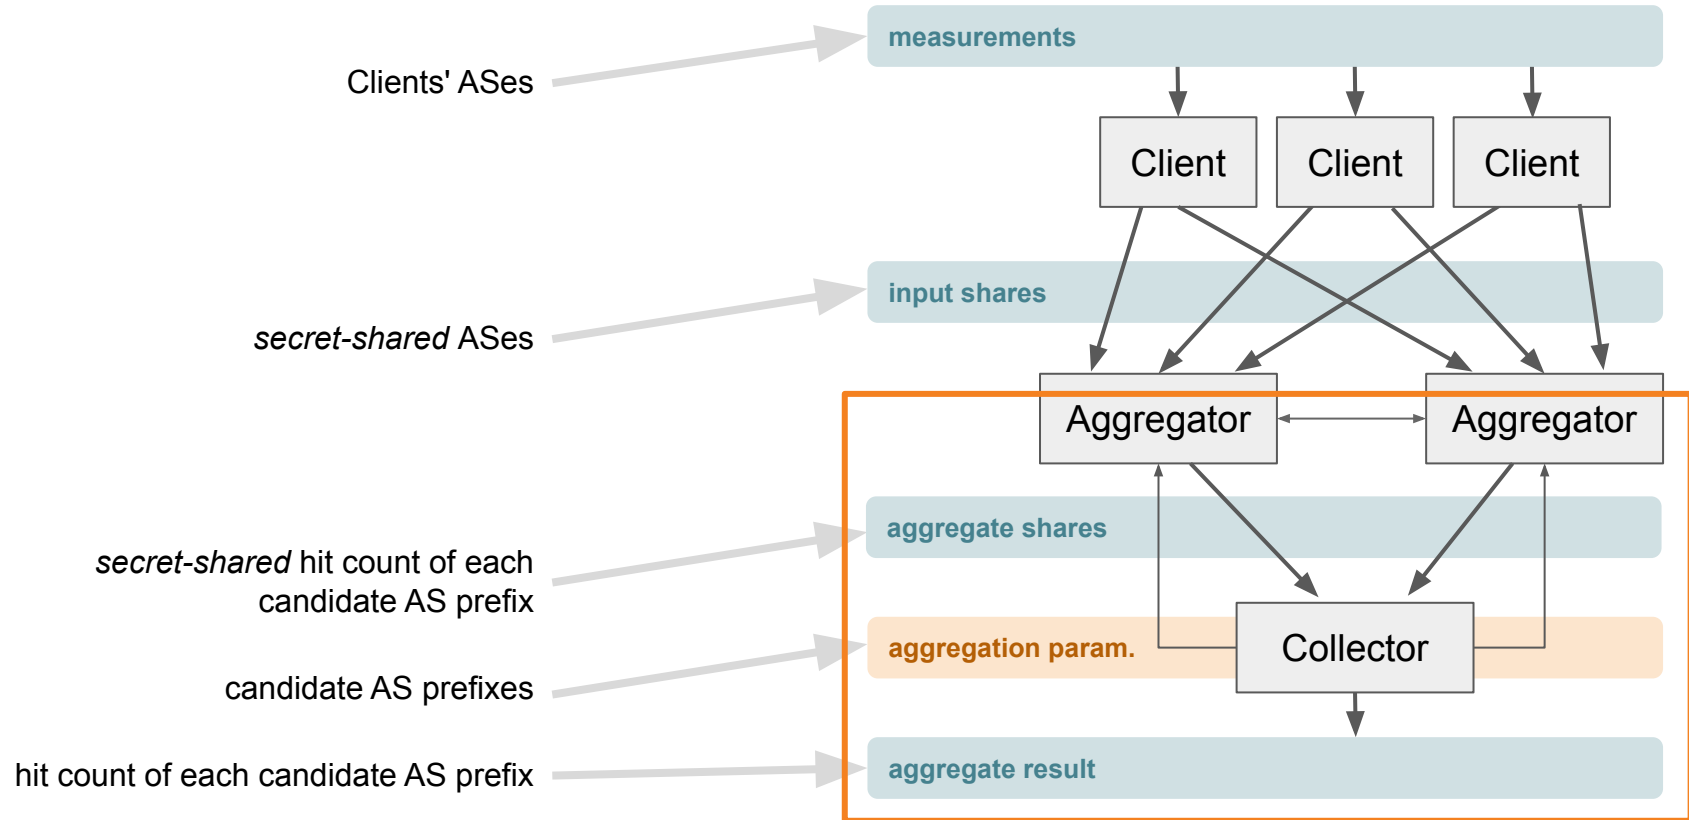 measurements
Clients' ASes
Client
Client
Client
input shares
secret-shared ASes
Aggregator
Aggregator
aggregate shares
secret-shared hit count of each
candidate AS prefix
aggregation param.
Collector
candidate AS prefixes
hit count of each candidate AS prefix
aggregate result